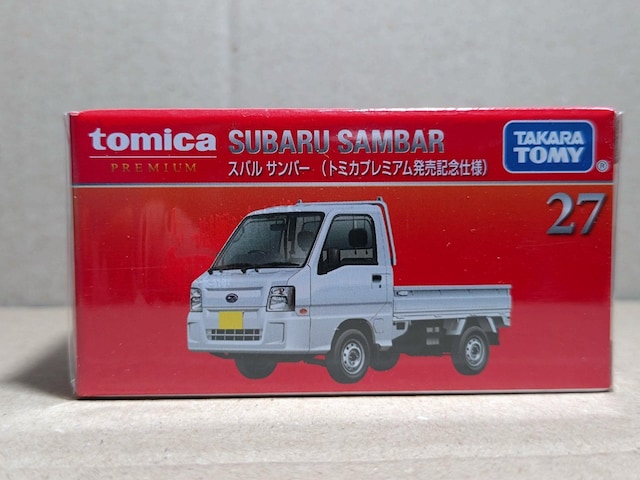 tomica
PREMIUM
SUBARU SAMBAR
スバル サンバー （トミカプレミアム発売記念仕様）
TAKARA
TOMY
27